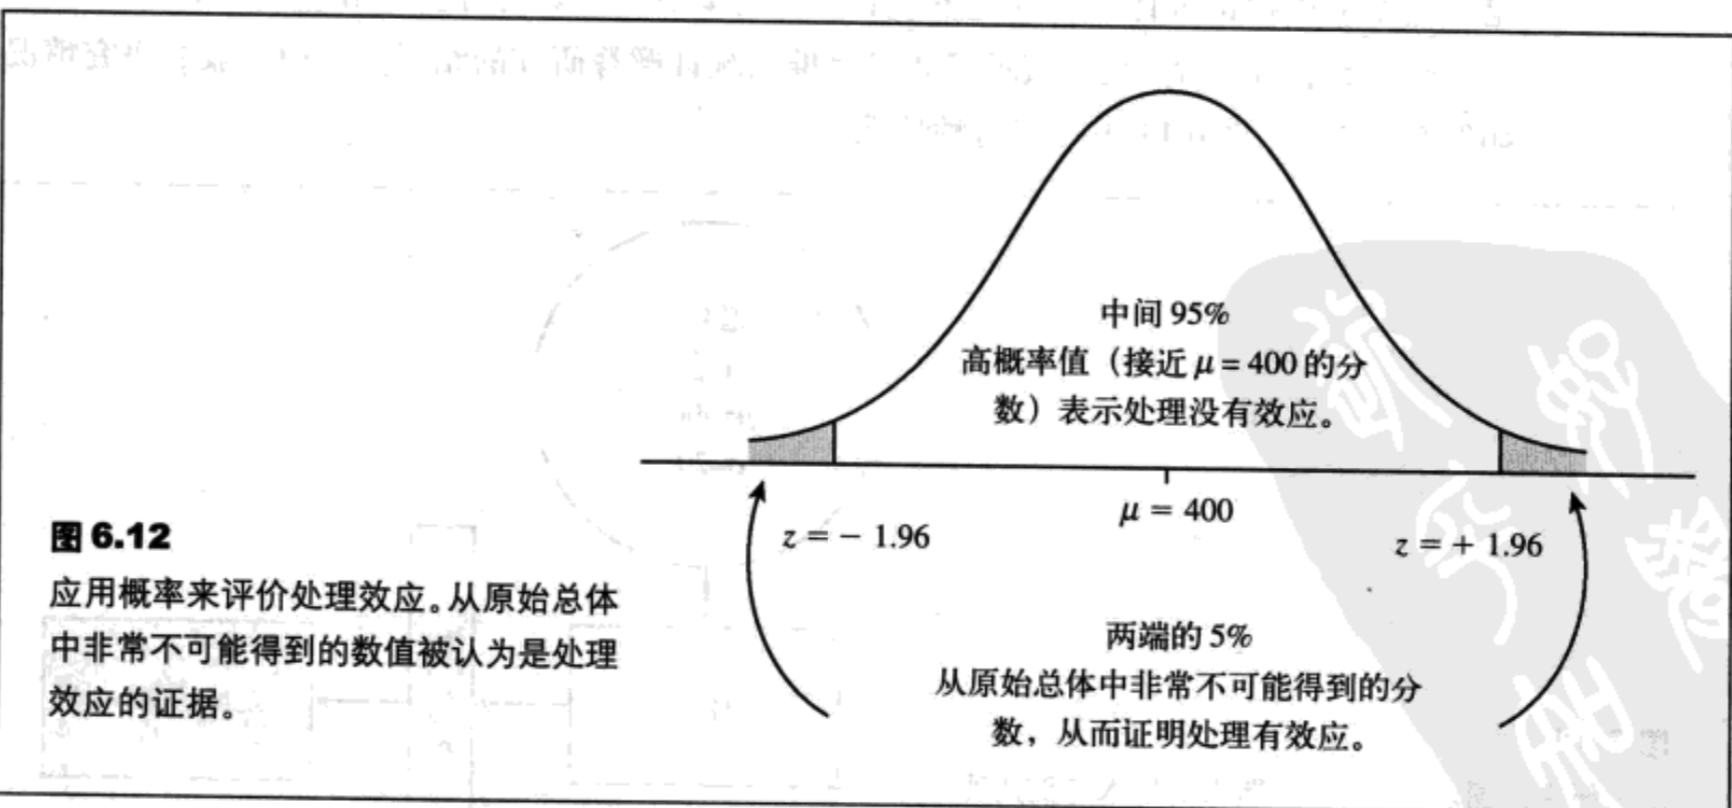 中间 95%
高概率值（接近 μ = 400 的分
数）表示处理没有效应。
μ = 400
z = − 1.96
z = + 1.96
图 6.12
应用概率来评价处理效应。从原始总体
中非常不可能得到的数值被认为是处理
效应的证据。
两端的 5%
从原始总体中非常不可能得到的分
数，从而证明处理有效应。